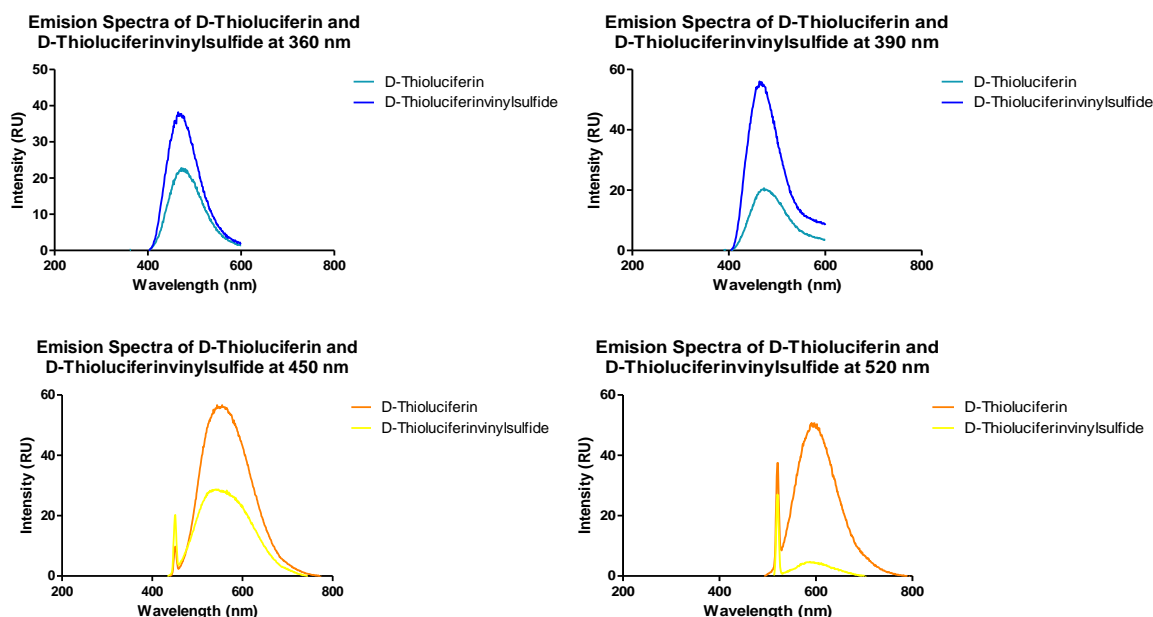 Emision Spectra of D-Thioluciferin and
D-Thioluciferinvinylsulfide at 360 nm
50
40
30
20
10
0
200
400
600
800
Intensity (RU)
Wavelength (nm)
D-Thioluciferin
D-Thioluciferinvinylsulfide
Emision Spectra of D-Thioluciferin and
D-Thioluciferinvinylsulfide at 390 nm
60
40
20
0
200
400
600
800
Intensity (RU)
Wavelength (nm)
D-Thioluciferin
D-Thioluciferinvinylsulfide
Emision Spectra of D-Thioluciferin and
D-Thioluciferinvinylsulfide at 450 nm
60
40
20
0
200
400
600
800
Intensity (RU)
Wavelength (nm)
D-Thioluciferin
D-Thioluciferinvinylsulfide
Emision Spectra of D-Thioluciferin and
D-Thioluciferinvinylsulfide at 520 nm
60
40
20
0
200
400
600
800
Intensity (RU)
Wavelength (nm)
D-Thioluciferin
D-Thioluciferinvinylsulfide